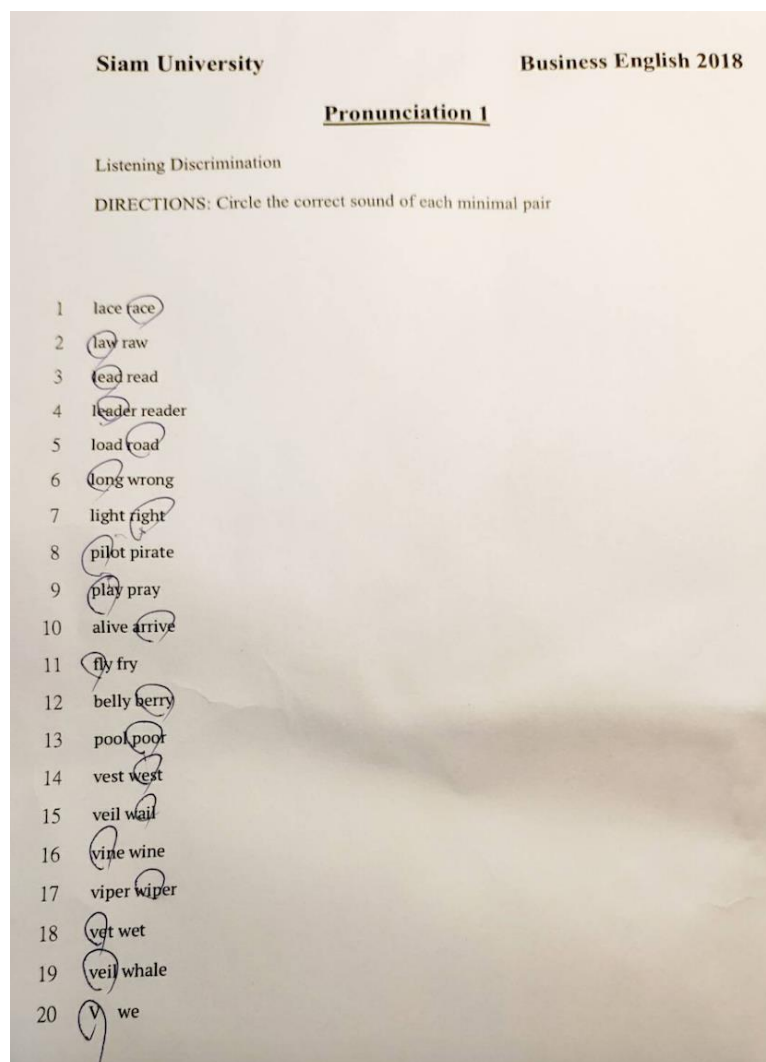 Siam University Business English 2018
Pronunciation 1
Listening Discrimination
DIRECTIONS: Circle the correct sound of each minimal pair
1 lace race
2 law raw
3 lead read
4 leader reader
5 load road
6 long wrong
7 light right
8 pilot pirate
9 play pray
10 alive arrive
11 fly fry
12 belly berry
13 pool poor
14 vest west
15 veil wail
16 vine wine
17 viper wiper
18 vet wet
19 veil whale
20 V we